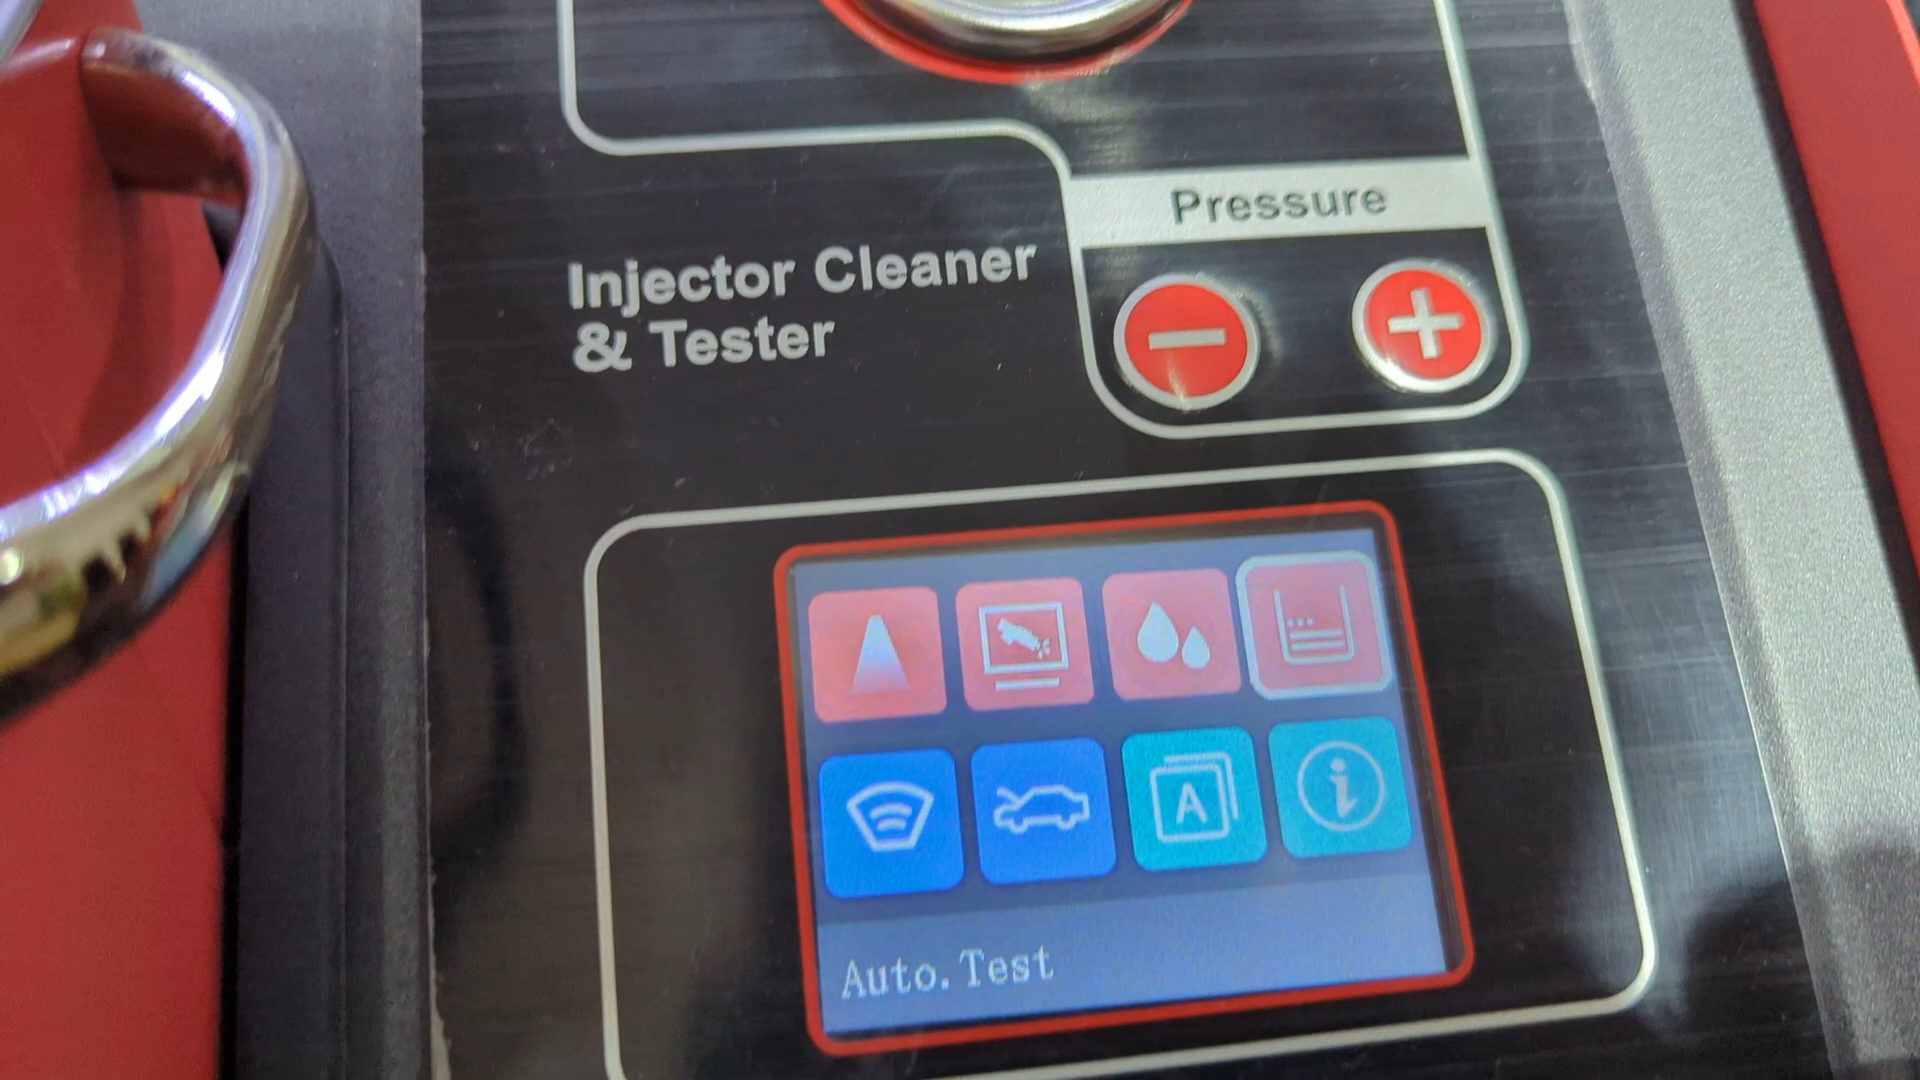 Pressure
Injector Cleaner
& Tester
A
i
Auto. Test